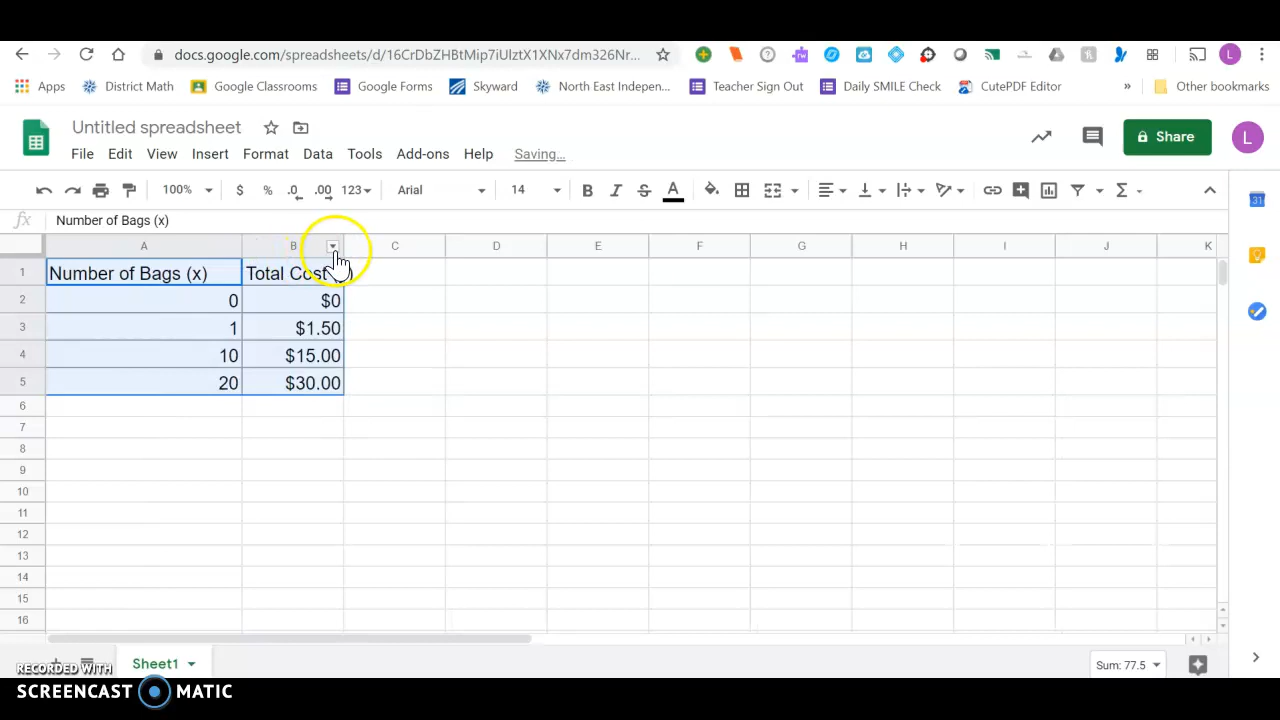 docs.google.com/spreadsheets/d/16CrDbZHBtMip7iUlztX1XNx7dm326Nr...
L
Apps District Math Google Classrooms Google Forms Skyward North East Indepen... Teacher Sign Out Daily SMILE Check CutePDF Editor » Other bookmarks
Untitled spreadsheet
Share
L
File Edit View Insert Format Data Tools Add-ons Help Saving...
100% $ % .0 .00 123 Arial 14 B I S A Σ
31
fx Number of Bags (x)
A B C D E F G H I J K
1 Number of Bags (x) Total Cost
2 0 $0
3 1 $1.50
4 10 $15.00
5 20 $30.00
6
7
8
9
10
11
12
13
14
15
16
Sheet1
Sum: 77.5
RECORDED WITH
SCREENCAST MATIC